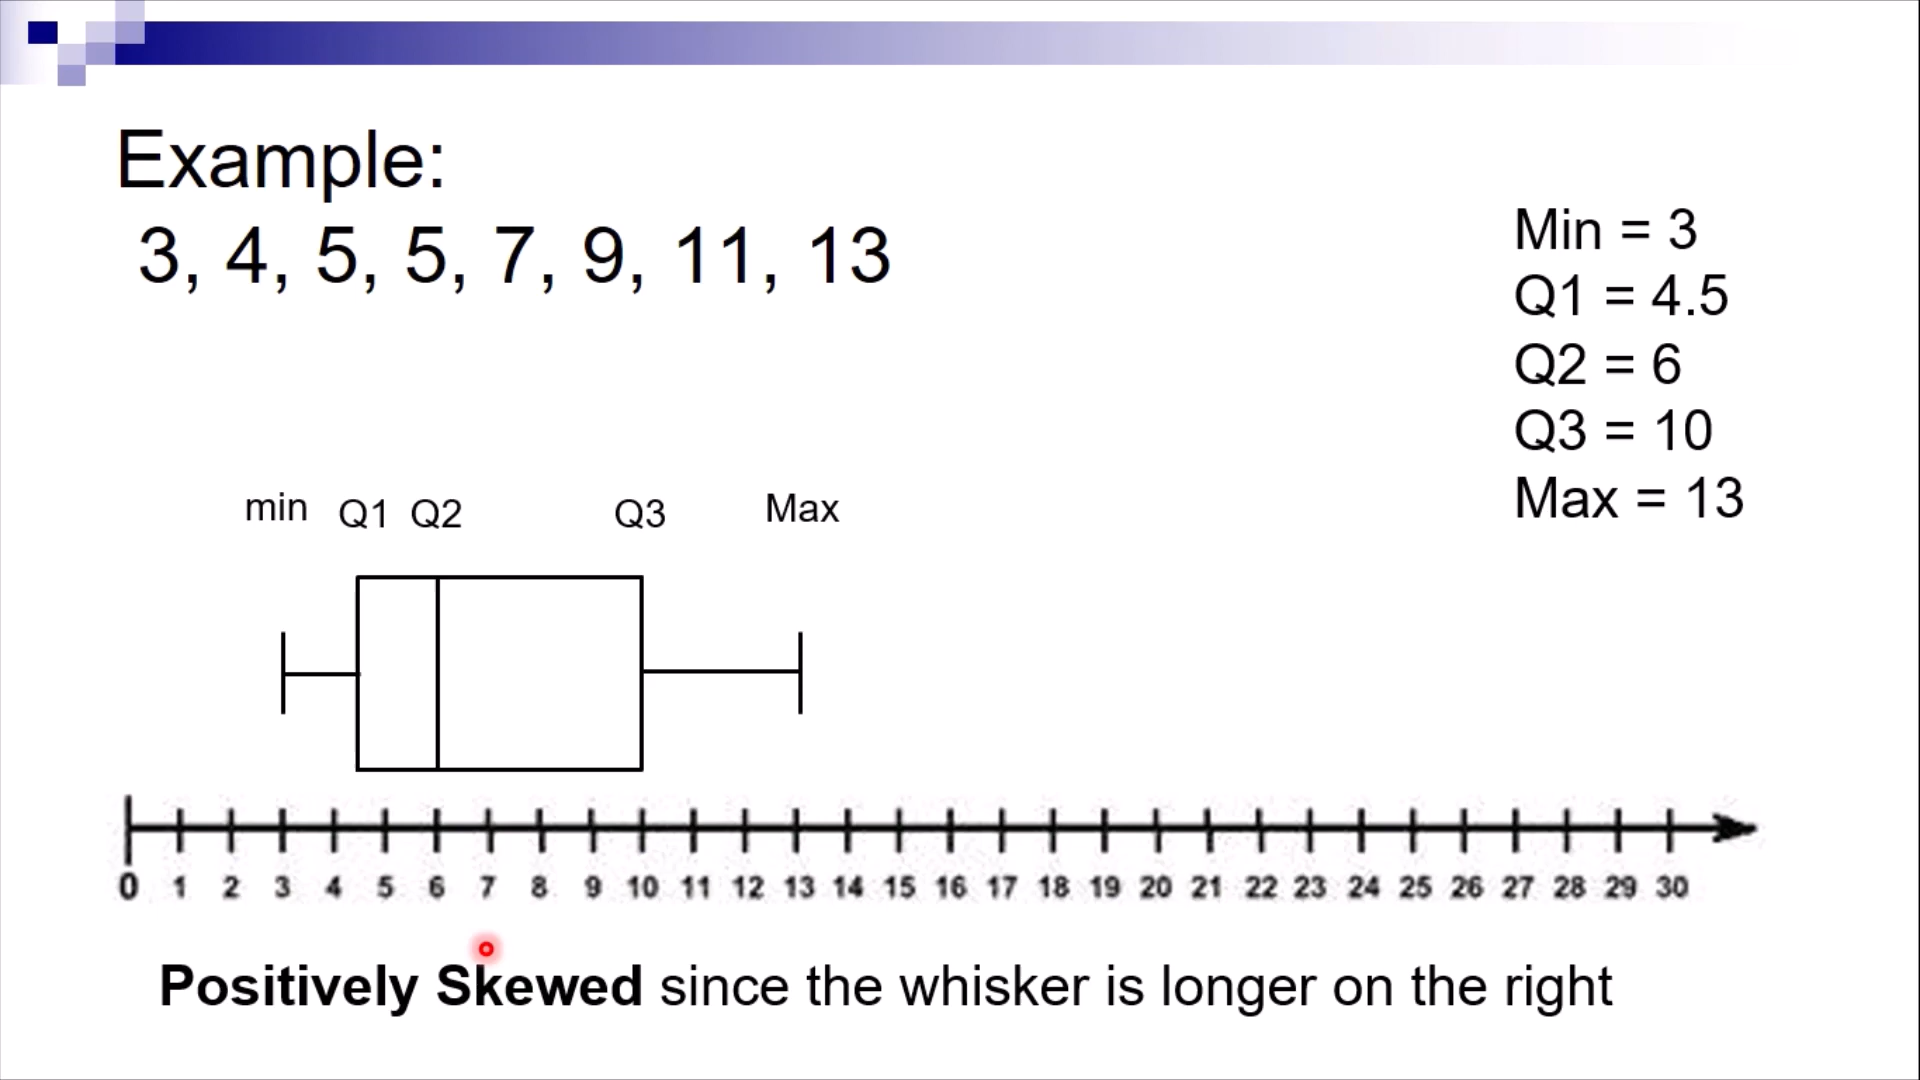 Example:
3, 4, 5, 5, 7, 9, 11, 13
Min = 3
Q1 = 4.5
Q2 = 6
Q3 = 10
Max = 13
min Q1 Q2 Q3 Max
0 1 2 3 4 5 6 7 8 9 10 11 12 13 14 15 16 17 18 19 20 21 22 23 24 25 26 27 28 29 30
Positively Skewed since the whisker is longer on the right